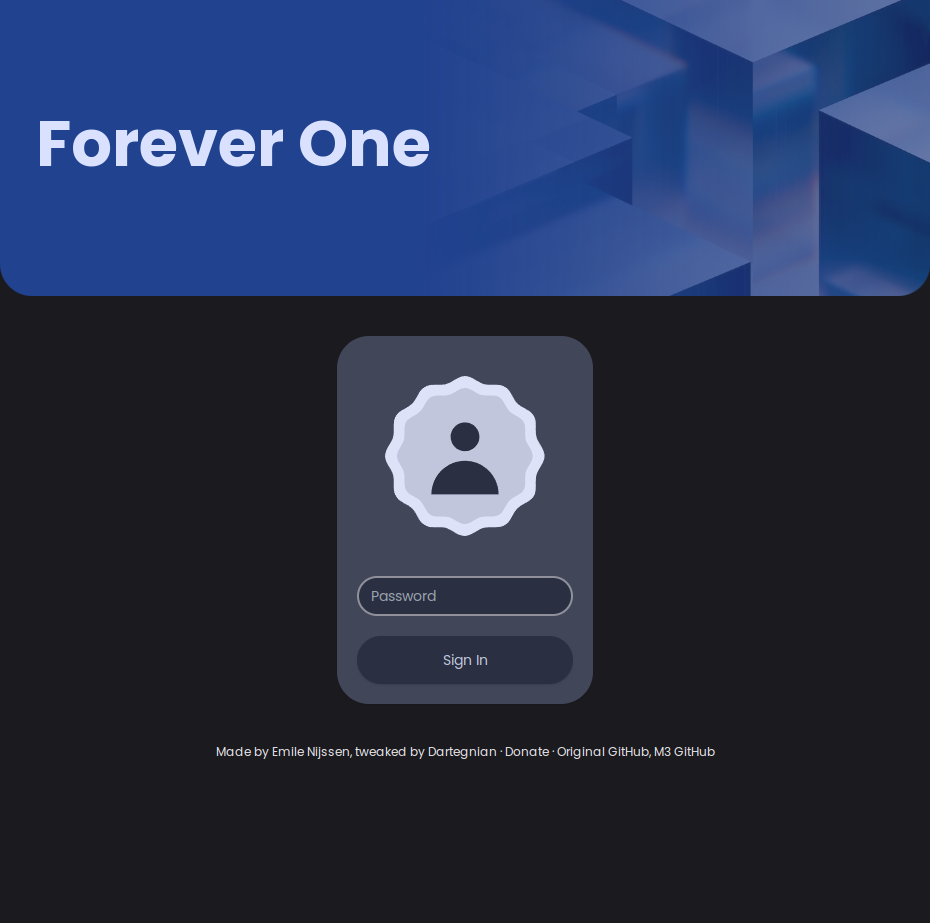 Forever One
Password
Sign In
Made by Emile Nijssen, tweaked by Dartegnian · Donate · Original GitHub, M3 GitHub